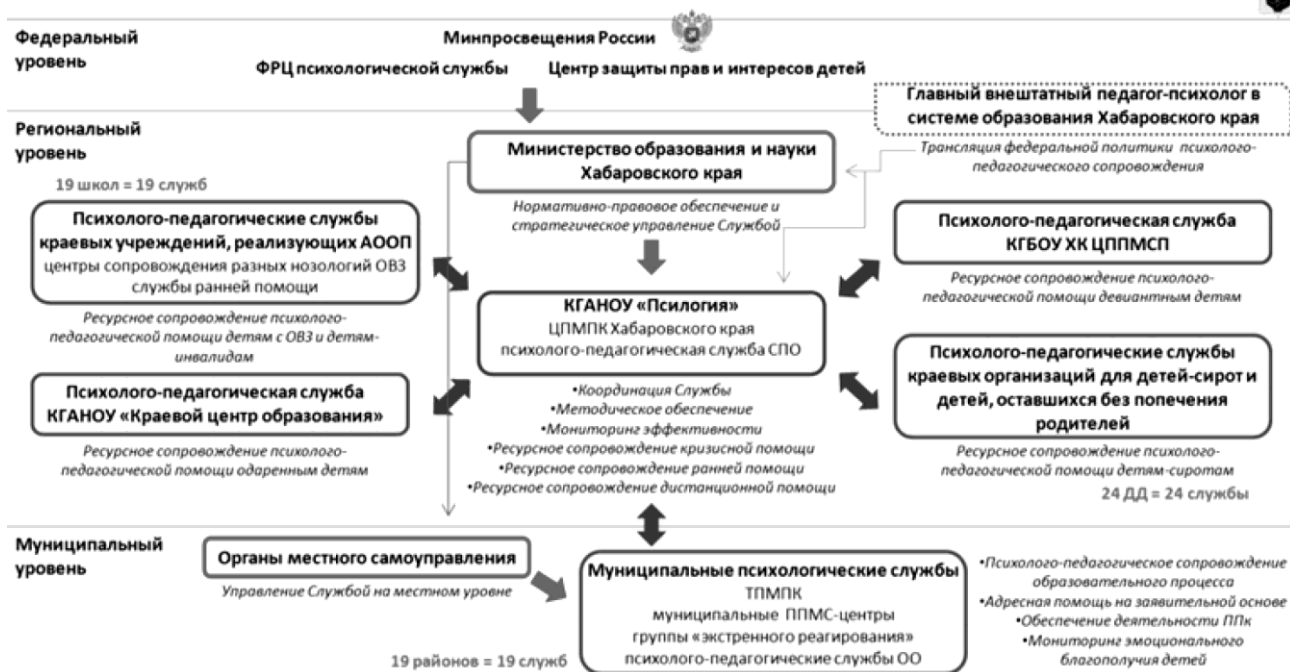 Федеральный
уровень
Минпросвещения России
ФРЦ психологической службы
Центр защиты прав и интересов детей
Главный внештатный педагог-психолог в
системе образования Хабаровского края
Трансляция федеральной политики психолого-
педагогического сопровождения
Региональный
уровень
Министерство образования и науки
Хабаровского края
Нормативно-правовое обеспечение и
стратегическое управление Службой
19 школ = 19 служб
Психолого-педагогические службы
краевых учреждений, реализующих АООП
центры сопровождения разных нозологий ОВЗ
службы ранней помощи
Ресурсное сопровождение психолого-
педагогической помощи детям с ОВЗ и детям-
инвалидам
Психолого-педагогическая служба
КГБОУ ХК ЦППМСП
Ресурсное сопровождение психолого-
педагогической помощи девиантным детям
КГАНОУ «Псилогия»
ЦПМПК Хабаровского края
психолого-педагогическая служба СПО
•Координация Службы
•Методическое обеспечение
•Мониторинг эффективности
•Ресурсное сопровождение кризисной помощи
•Ресурсное сопровождение ранней помощи
•Ресурсное сопровождение дистанционной помощи
Психолого-педагогическая служба
КГАНОУ «Краевой центр образования»
Ресурсное сопровождение психолого-
педагогической помощи одаренным детям
Психолого-педагогические службы
краевых организаций для детей-сирот и
детей, оставшихся без попечения
родителей
Ресурсное сопровождение психолого-
педагогической помощи детям-сиротам
24 ДД = 24 службы
Муниципальный
уровень
Органы местного самоуправления
Управление Службой на местном уровне
19 районов = 19 служб
Муниципальные психологические службы
ТПМПК
муниципальные ППМС-центры
группы «экстренного реагирования»
психолого-педагогические службы ОО
•Психолого-педагогическое сопровождение
образовательного процесса
•Адресная помощь на заявительной основе
•Обеспечение деятельности ППк
•Мониторинг эмоционального
благополучия детей